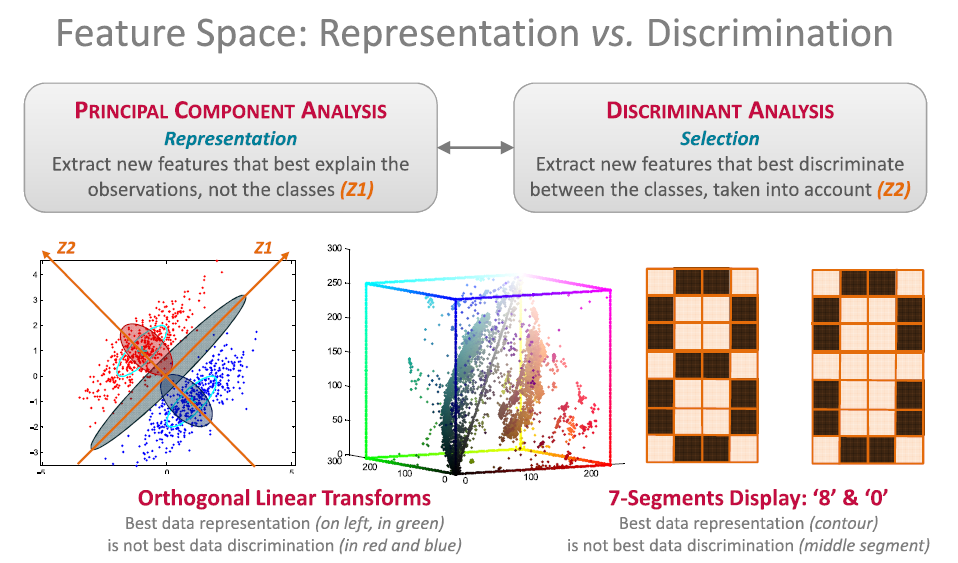 Feature Space: Representation vs. Discrimination
PRINCIPAL COMPONENT ANALYSIS
Representation
Extract new features that best explain the
observations, not the classes (Z1)
DISCRIMINANT ANALYSIS
Selection
Extract new features that best discriminate
between the classes, taken into account (Z2)
Z2
Z1
4
3
2
1
0
-1
-2
-3
-5
0
5
300
250
200
150
100
50
0
300
200
100
0
0
100
200
Orthogonal Linear Transforms
Best data representation (on left, in green)
is not best data discrimination (in red and blue)
7-Segments Display: ‘8’ & ‘0’
Best data representation (contour)
is not best data discrimination (middle segment)